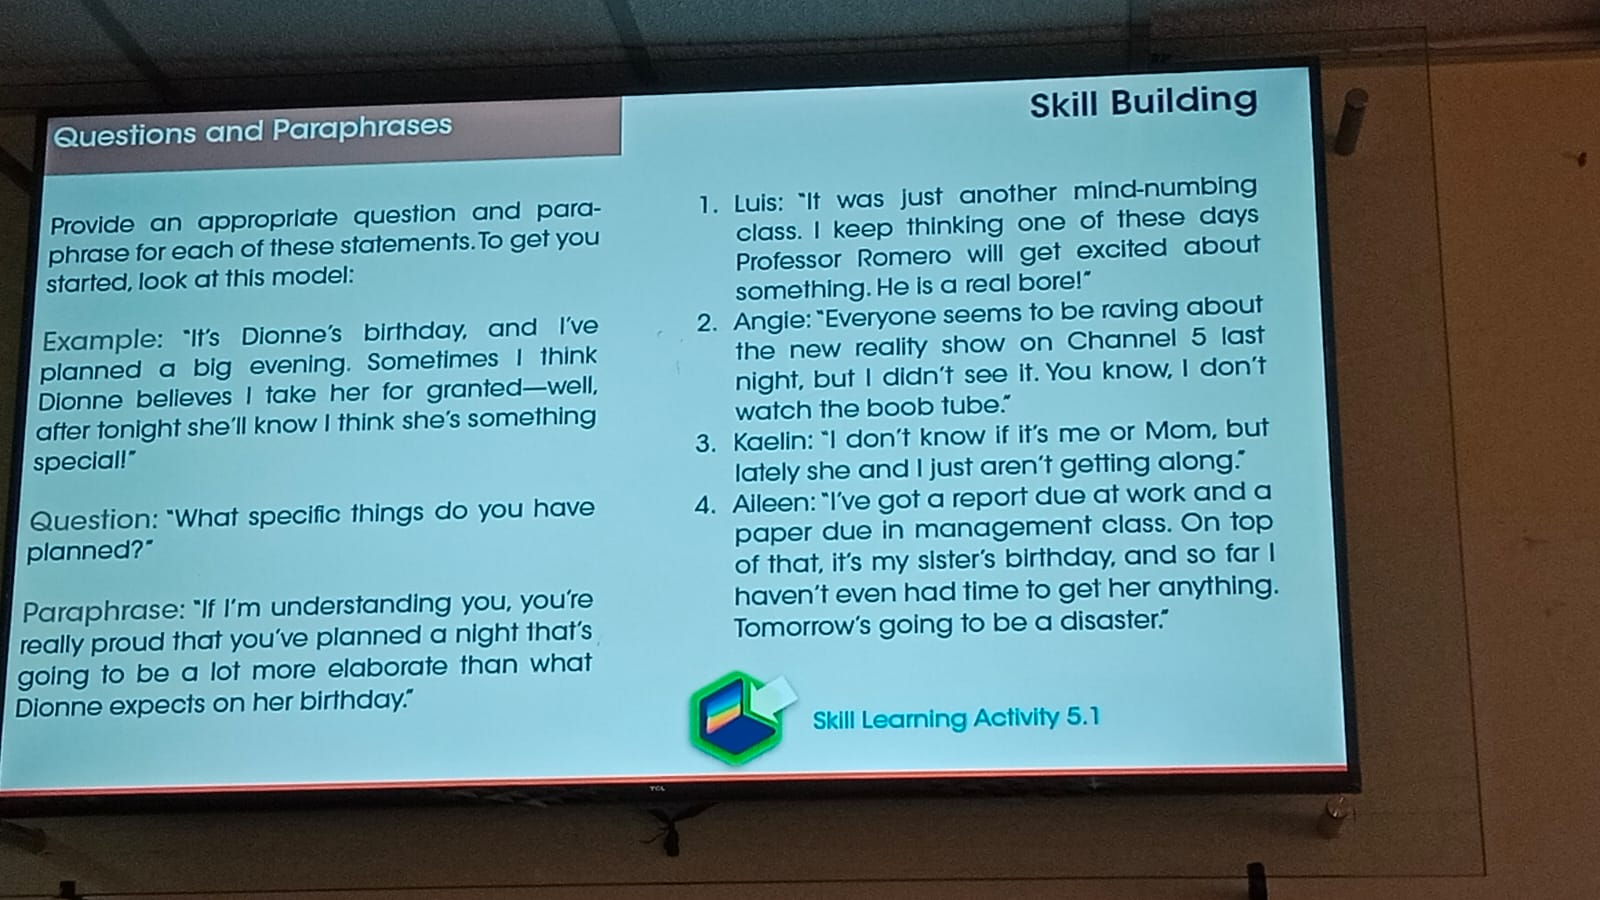 Questions and Paraphrases
Provide an appropriate question and para-
phrase for each of these statements. To get you
started, look at this model:
Example: "It's Dionne's birthday, and I've
planned a big evening. Sometimes I think
Dionne believes I take her for granted—well,
after tonight she'll know I think she's something
special!"
Question: "What specific things do you have
planned?"
Paraphrase: "If I'm understanding you, you're
really proud that you've planned a night that's
going to be a lot more elaborate than what
Dionne expects on her birthday."
Skill Building
1. Luis: "It was just another mind-numbing
class. I keep thinking one of these days
Professor Romero will get excited about
something. He is a real bore!"
2. Angie: "Everyone seems to be raving about
the new reality show on Channel 5 last
night, but I didn't see it. You know, I don't
watch the boob tube."
3. Kaelin: "I don't know if it's me or Mom, but
lately she and I just aren't getting along."
4. Aileen: "I've got a report due at work and a
paper due in management class. On top
of that, it's my sister's birthday, and so far I
haven't even had time to get her anything.
Tomorrow's going to be a disaster."
Skill Learning Activity 5.1
TCL